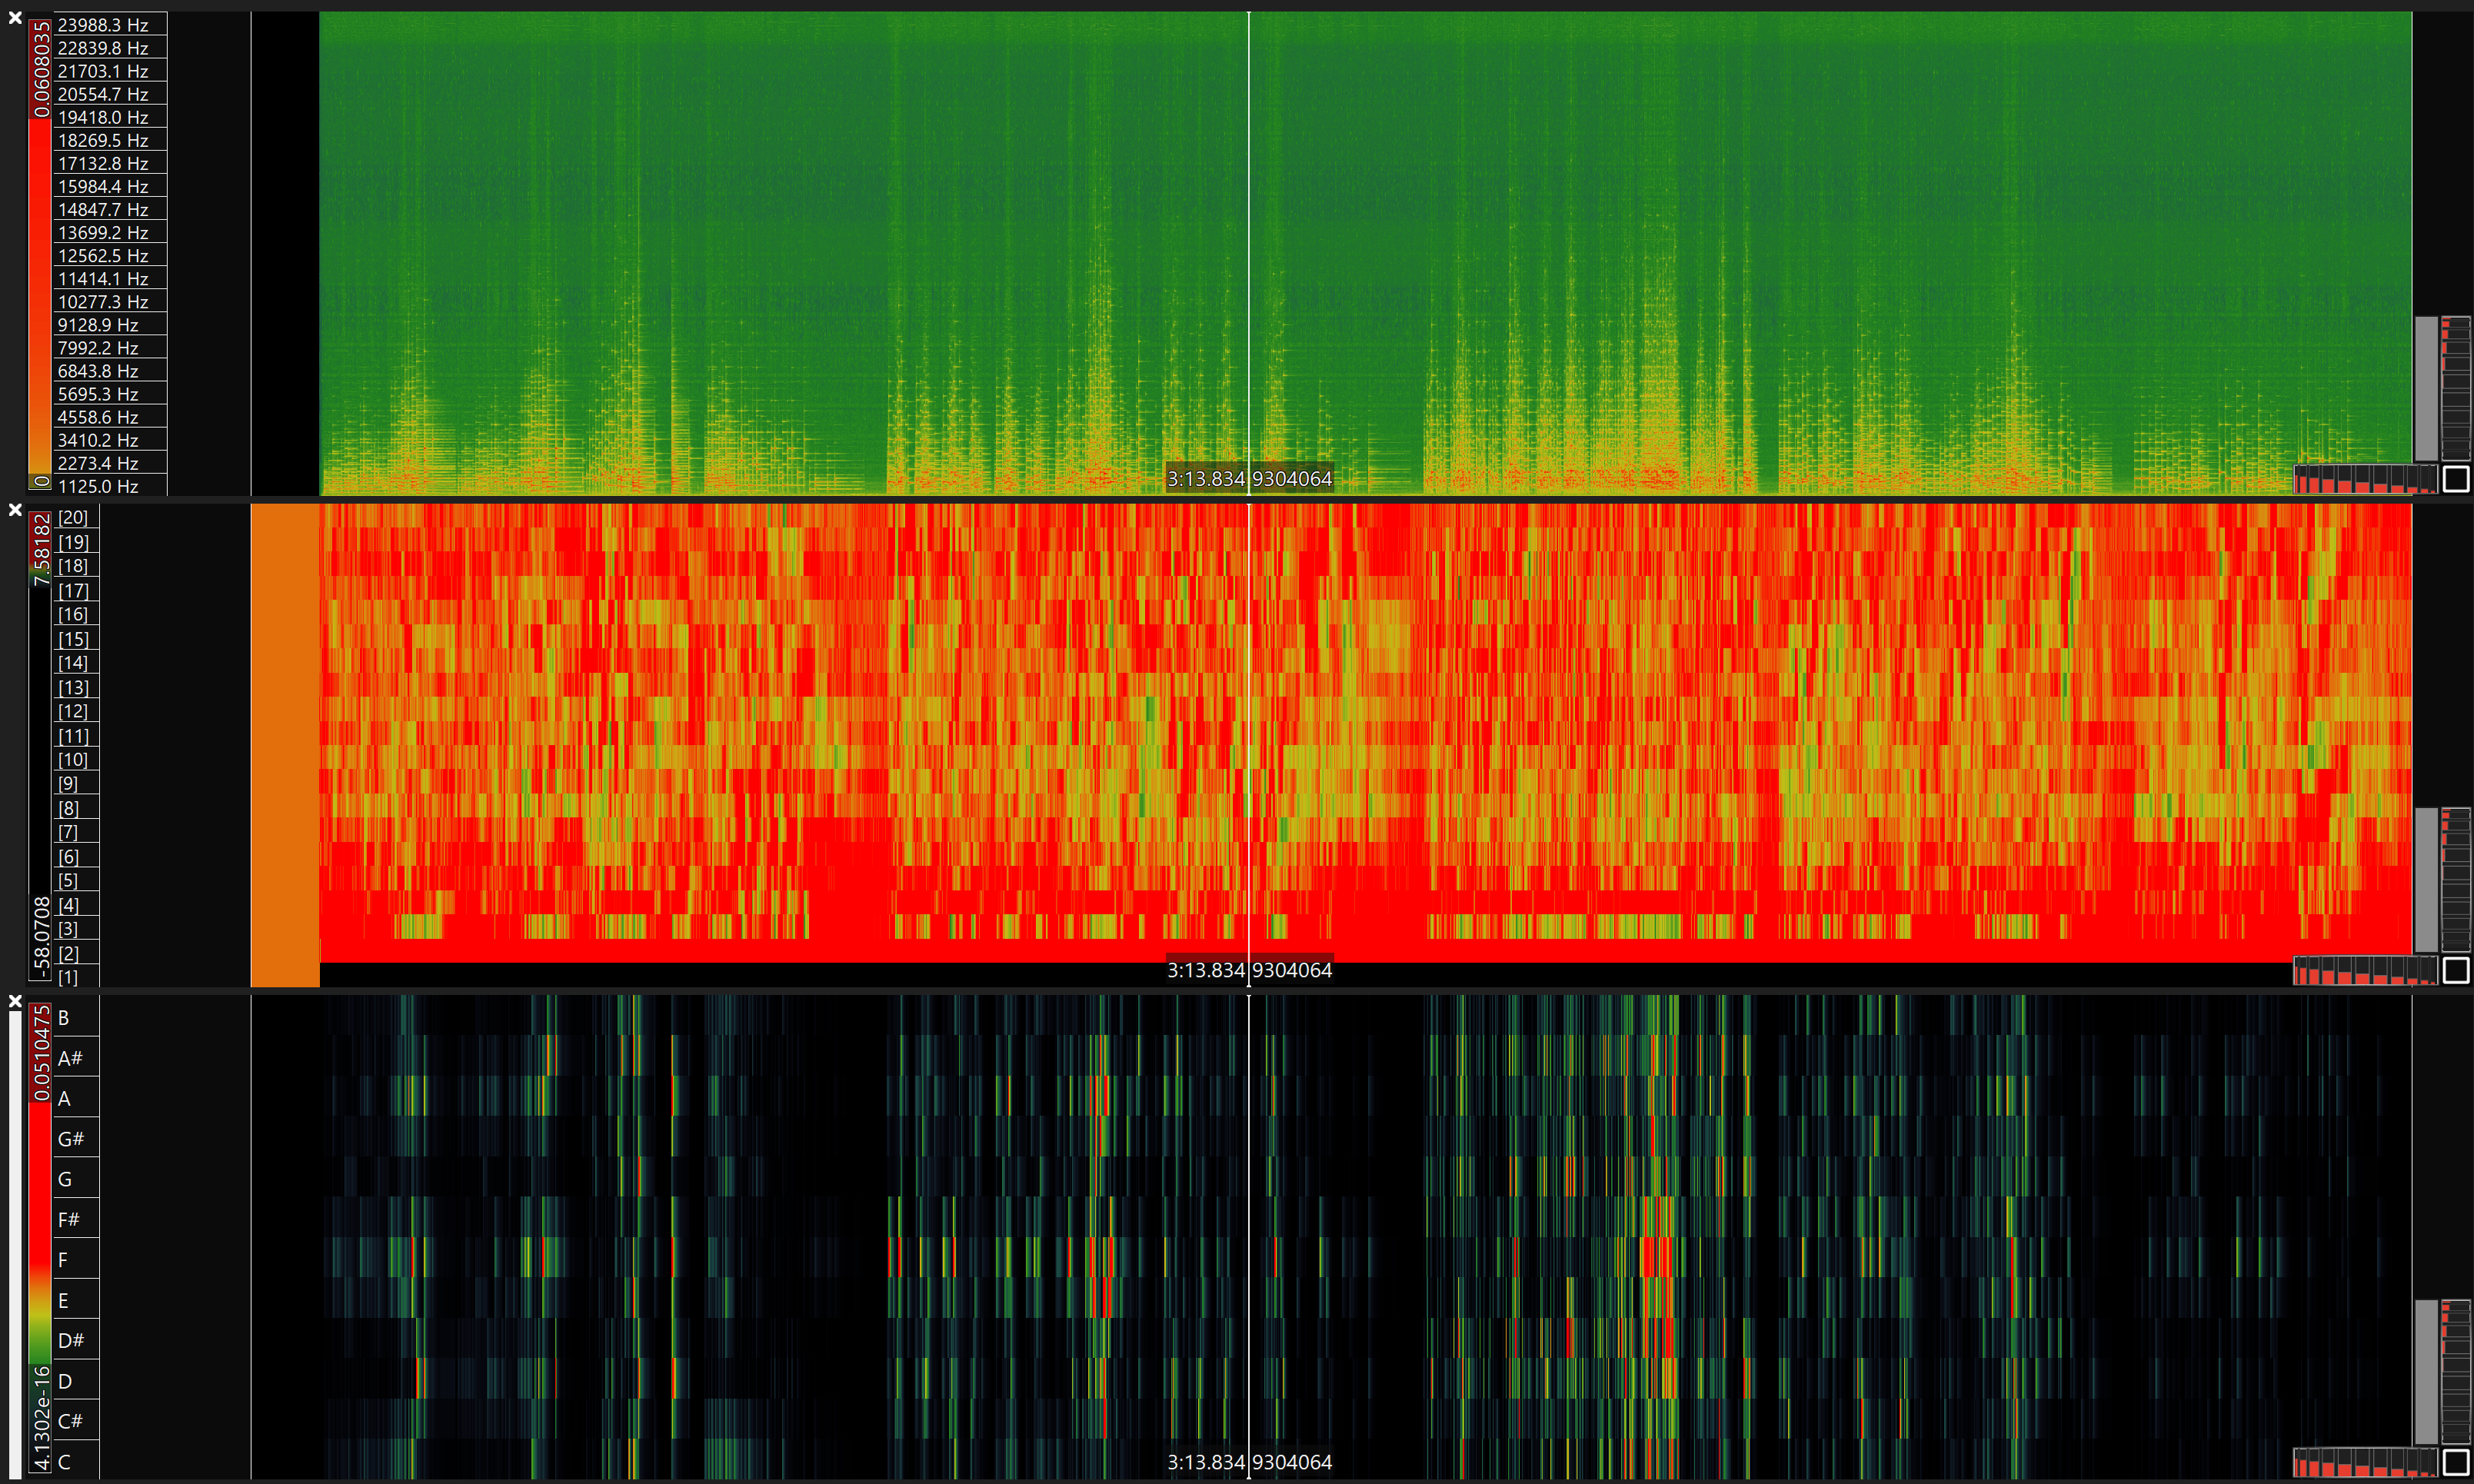 0.0608035
0
23988.3 Hz
22839.8 Hz
21703.1 Hz
20554.7 Hz
19418.0 Hz
18269.5 Hz
17132.8 Hz
15984.4 Hz
14847.7 Hz
13699.2 Hz
12562.5 Hz
11414.1 Hz
10277.3 Hz
9128.9 Hz
7992.2 Hz
6843.8 Hz
5695.3 Hz
4558.6 Hz
3410.2 Hz
2273.4 Hz
1125.0 Hz
3:13.834 9304064
7.58182
-58.0708
[20]
[19]
[18]
[17]
[16]
[15]
[14]
[13]
[12]
[11]
[10]
[9]
[8]
[7]
[6]
[5]
[4]
[3]
[2]
[1]
3:13.834 9304064
0.0510475
4.1302e-16
B
A#
A
G#
G
F#
F
E
D#
D
C#
C
3:13.834 9304064